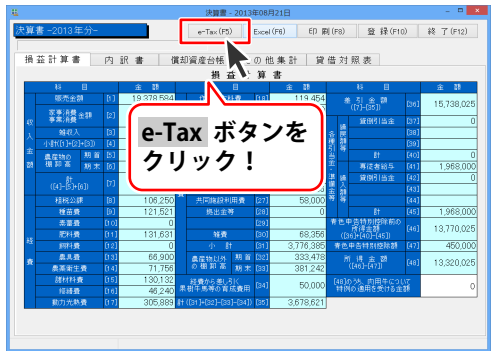 決算書 - 2013年08月21日
決算書 -2013 年分-
e-Tax(F5) Excel(F6) 印 刷(F8) 登 録(F10) 終 了(F12)
損 益 計 算 書 内 訳 書 償却資産台帳 の 他 集 計 貸 借 対 照 表
損 益 計 算 書
科 目 金 額 科 目 金 額
販売金額 [1] 19,378,584 [18] 119,454 差 引 金 額 ([7]-[35]) [36] 15,738,025
家事消費 事業消費 金額 [2] 貸倒引当金 [37] 0
雑収入 [3]
小計([1]+[2]+[3]) [4]
農産物の 棚 卸 高 期 首 [5] 計 [40] 0
期 末 [6] 専従者給与 [41] 1,968,000
計 ([4]-[5]+[6]) [7] 貸倒引当金 [42] 0
[43]
租税公課 [8] 106,250 共同施設利用費 [27] 58,000 [44]
種苗費 [9] 121,521 拠出金等 [28] 0 計 [45] 1,968,000
素畜費 [10] 0 [29] 青色申告特別控除前の 所得金額 ([36]+[40]-[45]) [46] 13,770,025
肥料費 [11] 131,631 雑費 [30] 68,356
飼料費 [12] 0 小 計 [31] 3,776,385 青色申告特別控除額 [47] 450,000
農具費 [13] 66,900 農産物以外 の 棚 卸 高 期 首 [32] 333,478 所 得 金 額 ([46]-[47]) [48] 13,320,025
農薬衛生費 [14] 71,756 期 末 [33] 381,242
諸材料費 [15] 130,132 経費から差し引く 果樹牛馬等の育成費用 [34] 50,000 [48]のうち、肉用牛について 特例の適用を受ける金額 0
修繕費 [16] 46,240
動力光熱費 [17] 305,889 計([31]+[32]-[33]-[34]) [35] 3,678,621
収入金額
経費
各種引当金・準備金等
繰戻額等
繰入額等
e-Tax ボタンを
クリック！